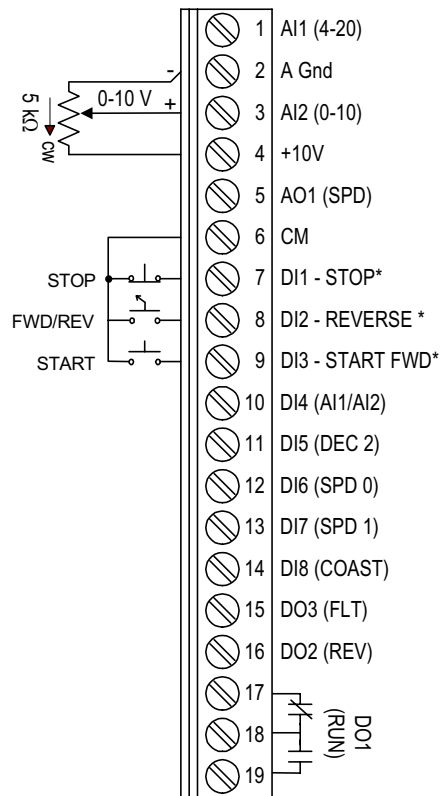 1 AI1 (4-20)
2 A Gnd
3 AI2 (0-10)
4 +10V
5 AO1 (SPD)
6 CM
7 DI1 - STOP*
8 DI2 - REVERSE *
9 DI3 - START FWD*
10 DI4 (AI1/AI2)
11 DI5 (DEC 2)
12 DI6 (SPD 0)
13 DI7 (SPD 1)
14 DI8 (COAST)
15 DO3 (FLT)
16 DO2 (REV)
17
18
19
DO1
(RUN)
-
0-10 V
+
5 kΩ
CW
STOP
FWD/REV
START